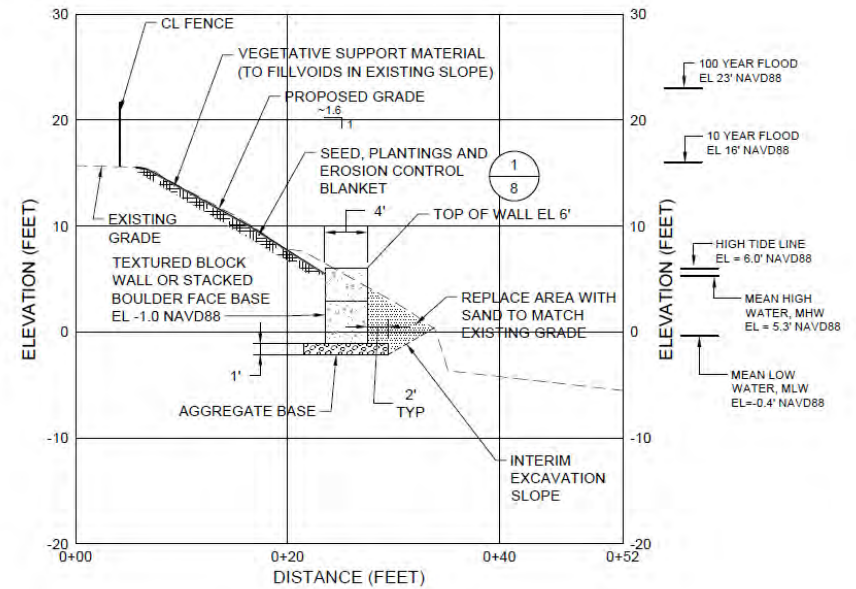 30
20
10
0
-10
-20
ELEVATION (FEET)
CL FENCE
VEGETATIVE SUPPORT MATERIAL
(TO FILLVOIDS IN EXISTING SLOPE)
PROPOSED GRADE
~1.6
1
SEED, PLANTINGS AND
EROSION CONTROL
BLANKET
1
8
4'
TOP OF WALL EL 6'
EXISTING
GRADE
TEXTURED BLOCK
WALL OR STACKED
BOULDER FACE BASE
EL -1.0 NAVD88
REPLACE AREA WITH
SAND TO MATCH
EXISTING GRADE
1'
AGGREGATE BASE
2'
TYP
INTERIM
EXCAVATION
SLOPE
0+00
0+20
0+40
0+52
DISTANCE (FEET)
30
20
10
0
-10
-20
ELEVATION (FEET)
100 YEAR FLOOD
EL 23' NAVD88
10 YEAR FLOOD
EL 16' NAVD88
HIGH TIDE LINE
EL = 6.0' NAVD88
MEAN HIGH
WATER, MHW
EL = 5.3' NAVD88
MEAN LOW
WATER, MLW
EL=-0.4' NAVD88